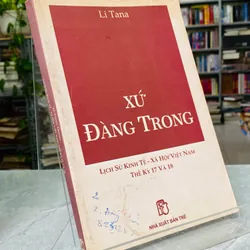 Li Tana
XỨ
ĐÀNG TRONG
LỊCH SỬ KINH TẾ - XÃ HỘI VIỆT NAM
THẾ KỶ 17 VÀ 18
NHÀ XUẤT BẢN TRẺ